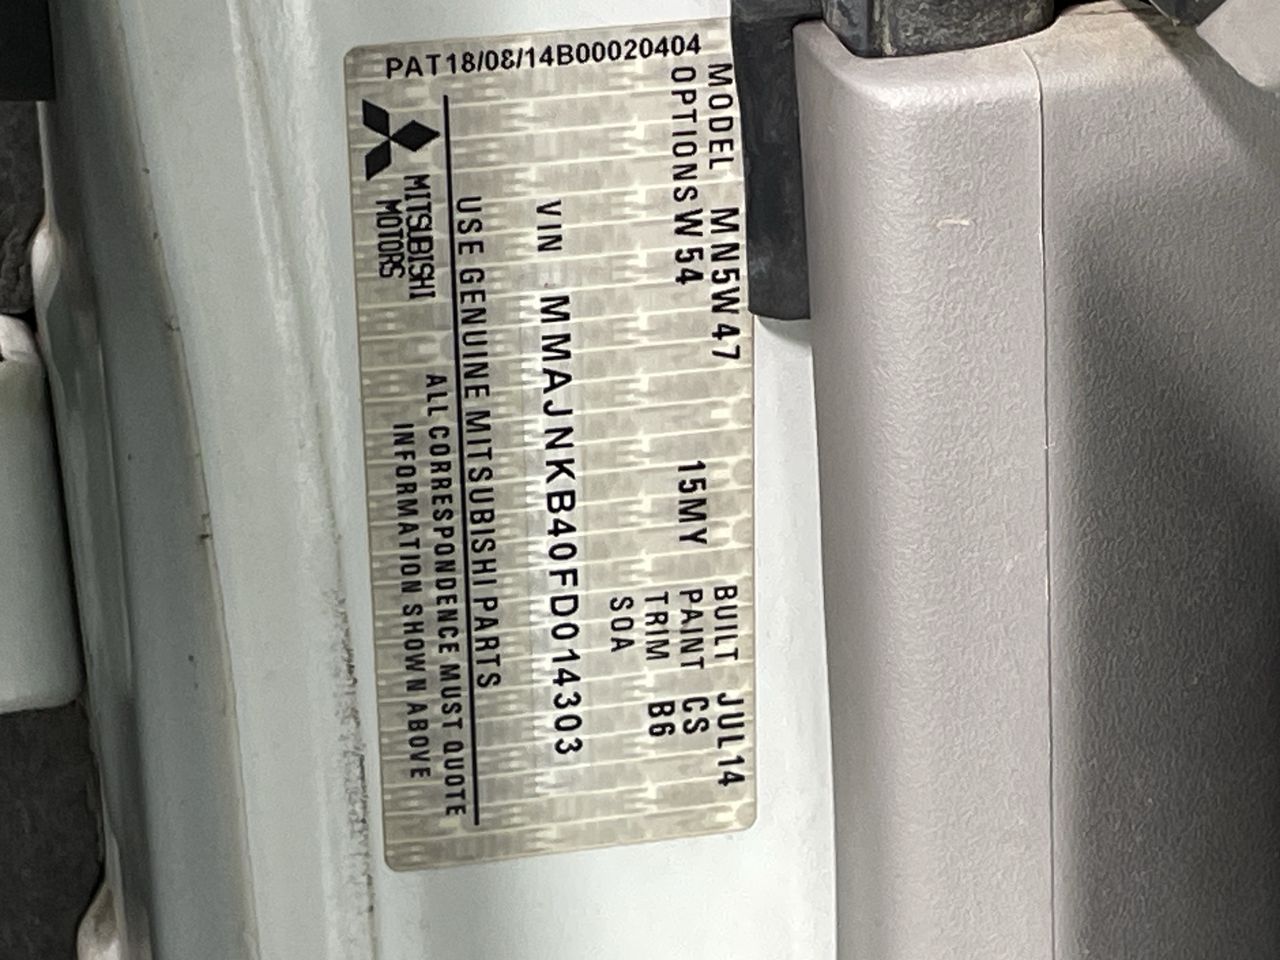 MODEL MN5W47 BUILT JUL14
OPTIONS W54 15MY PAINT CS
TRIM B6
SOA
VIN MMAJNKB40FD014303
USE GENUINE MITSUBISHI PARTS
MITSUBISHI
MOTORS
ALL CORRESPONDENCE MUST QUOTE
INFORMATION SHOWN ABOVE
PAT18/08/14B00020404